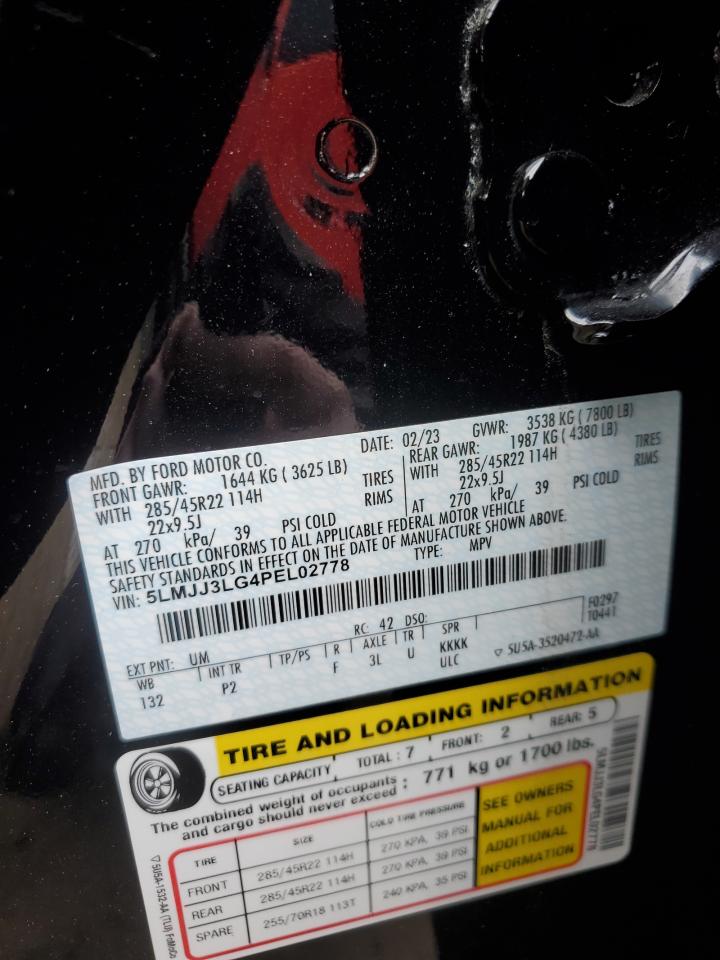 MFD. BY FORD MOTOR CO.
DATE: 02/23 GVWR: 3538 KG ( 7800 LB)
FRONT GAWR: 1644 KG ( 3625 LB)
WITH 285/45R22 114H TIRES
22x9.5J RIMS
AT 270 kPa/ 39 PSI COLD
REAR GAWR: 1987 KG ( 4380 LB)
WITH 285/45R22 114H TIRES
22x9.5J RIMS
AT 270 kPa/ 39 PSI COLD
THIS VEHICLE CONFORMS TO ALL APPLICABLE FEDERAL MOTOR VEHICLE
SAFETY STANDARDS IN EFFECT ON THE DATE OF MANUFACTURE SHOWN ABOVE.
VIN: 5LMJJ3LG4PEL02778 TYPE: MPV
F0297
T0441
EXT PNT: UM RC: 42 DSO:
WB INT TR TP/PS R AXLE TR SPR
132 P2 F 3L U KKKK
ULC
▽ 5U5A-3520472-AA
TIRE AND LOADING INFORMATION
SEATING CAPACITY TOTAL : 7 FRONT: 2 REAR: 5
The combined weight of occupants
and cargo should never exceed : 771 kg or 1700 lbs.
TIRE SIZE COLD TIRE PRESSURE
FRONT 285/45R22 114H 270 KPA, 39 PSI
REAR 285/45R22 114H 270 KPA, 39 PSI
SPARE 255/70R18 113T 240 KPA, 35 PSI
SEE OWNERS
MANUAL FOR
ADDITIONAL
INFORMATION
5LMJJ3LG4PEL02778
▽ 5U5A-1532-AA (TLU) FoMoCo